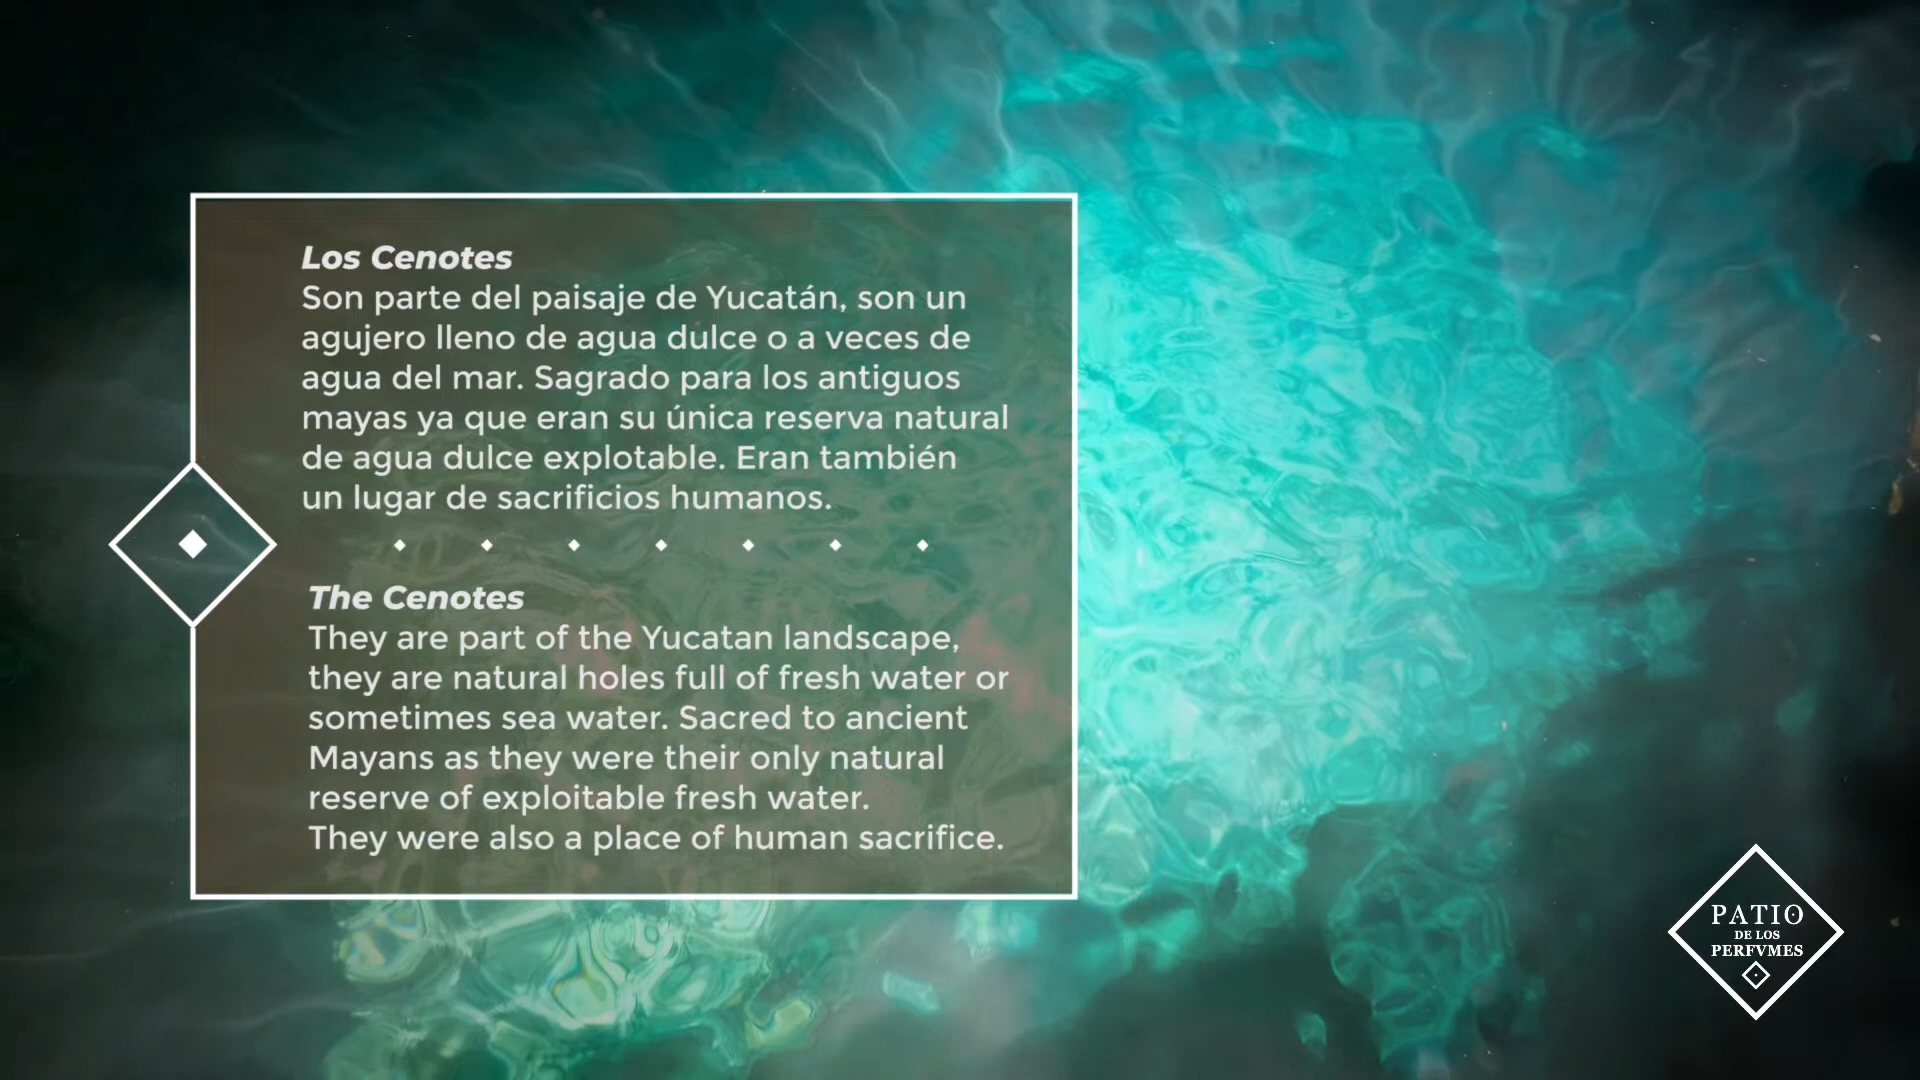 Los Cenotes
Son parte del paisaje de Yucatán, son un
agujero lleno de agua dulce o a veces de
agua del mar. Sagrado para los antiguos
mayas ya que eran su única reserva natural
de agua dulce explotable. Eran también
un lugar de sacrificios humanos.
The Cenotes
They are part of the Yucatan landscape,
they are natural holes full of fresh water or
sometimes sea water. Sacred to ancient
Mayans as they were their only natural
reserve of exploitable fresh water.
They were also a place of human sacrifice.
PATIO
DE LOS
PERFVMES